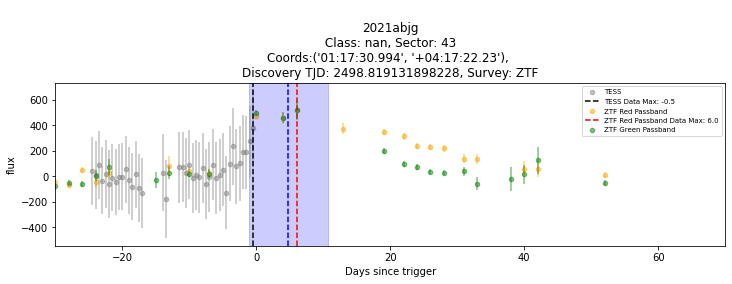 2021abjg
Class: nan, Sector: 43
Coords:('01:17:30.994', '+04:17:22.23'),
Discovery TJD: 2498.819131898228, Survey: ZTF
TESS
TESS Data Max: -0.5
ZTF Red Passband
ZTF Red Passband Data Max: 6.0
ZTF Green Passband
flux
600
400
200
0
−200
−400
−20
0
20
40
60
Days since trigger